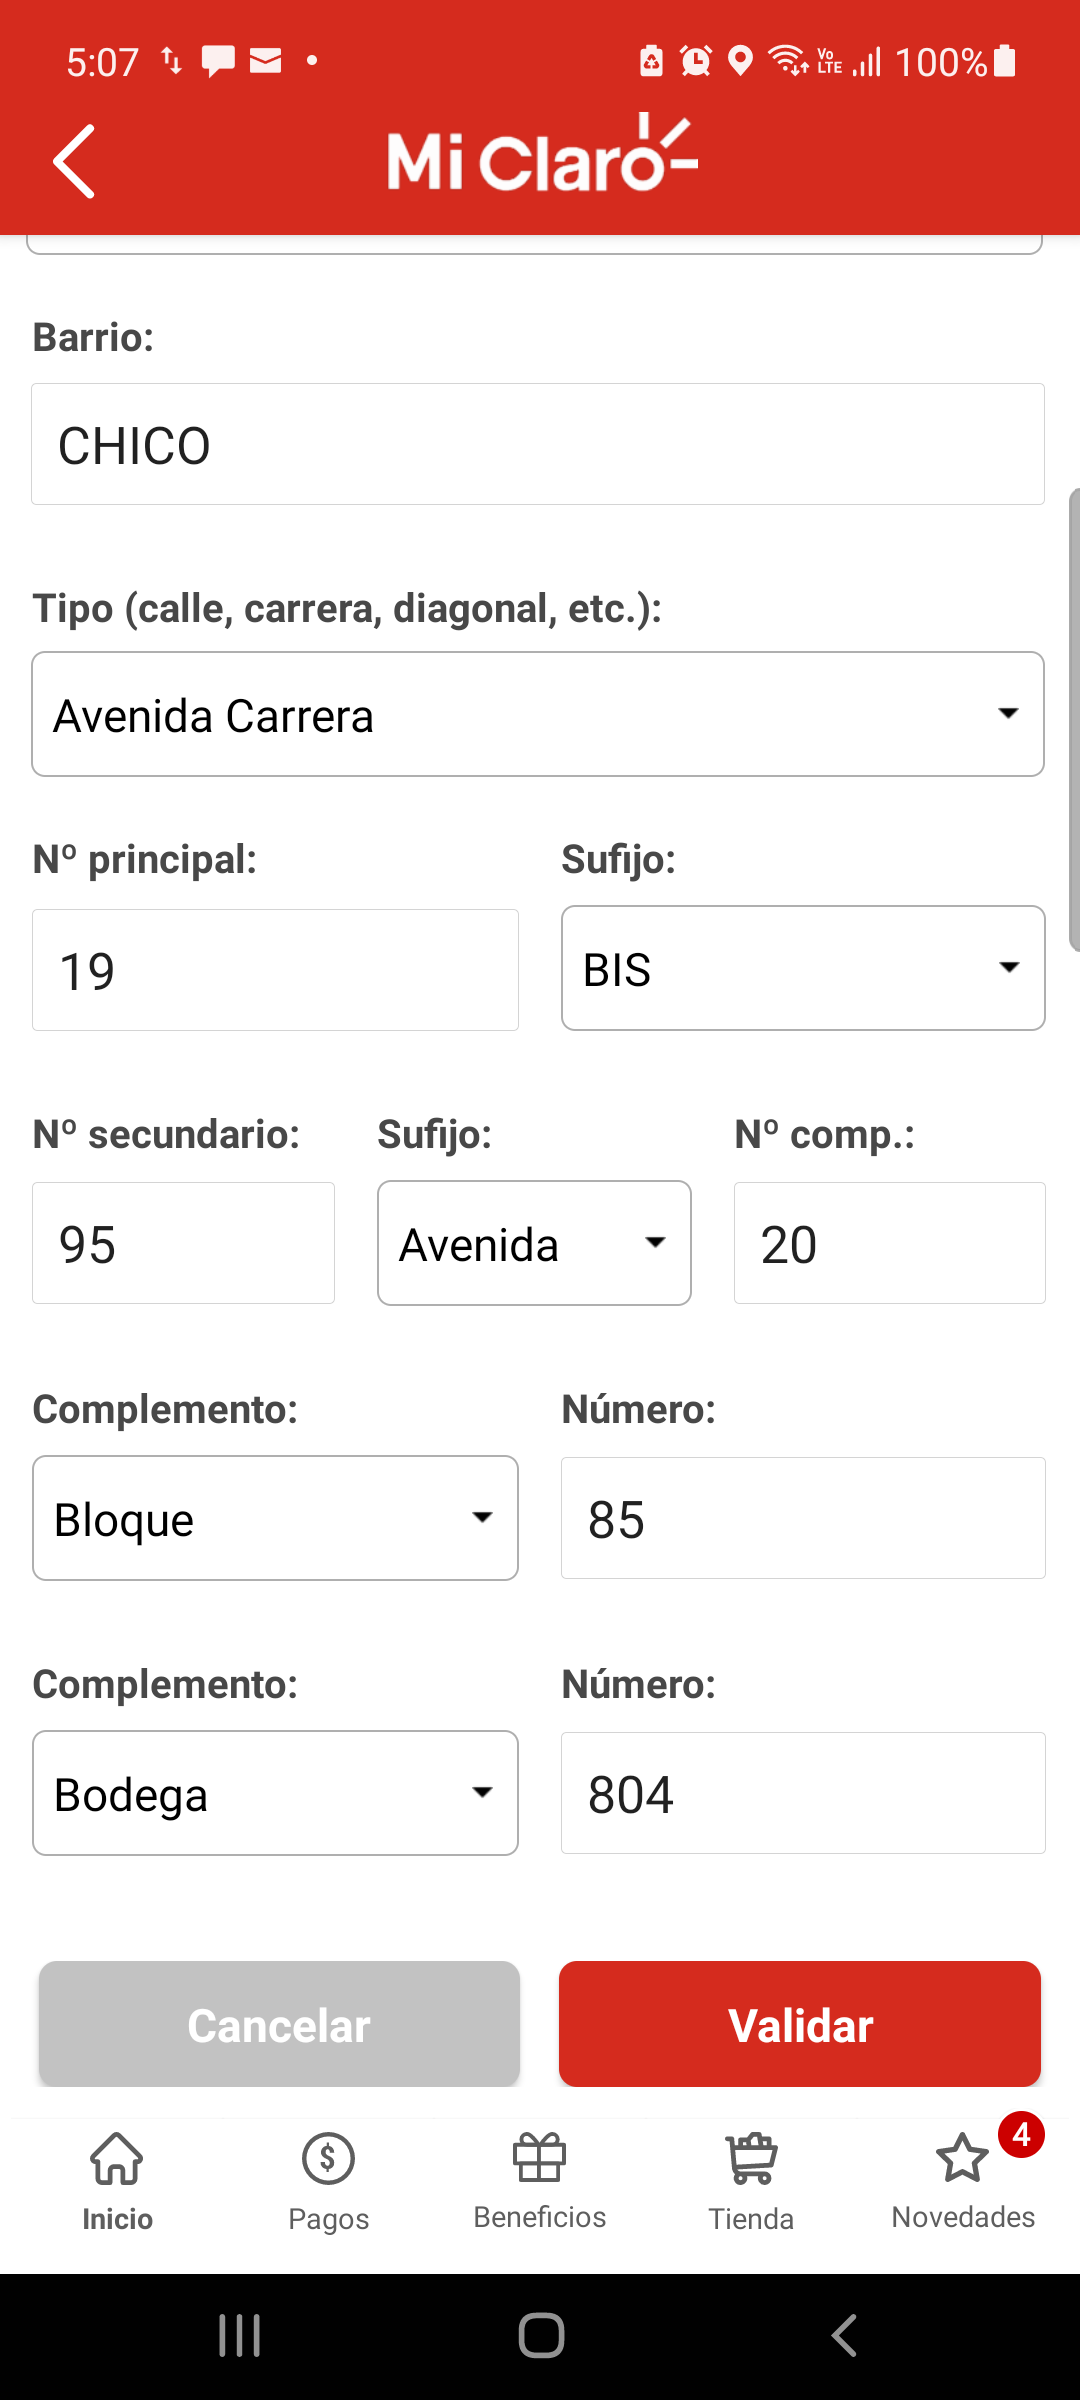 5:07 Vo LTE 100%
Mi Claro
Barrio:
CHICO
Tipo (calle, carrera, diagonal, etc.):
Avenida Carrera
Nº principal: Sufijo:
19 BIS
Nº secundario: Sufijo: Nº comp.:
95 Avenida 20
Complemento: Número:
Bloque 85
Complemento: Número:
Bodega 804
Cancelar Validar
4
Inicio Pagos Beneficios Tienda Novedades